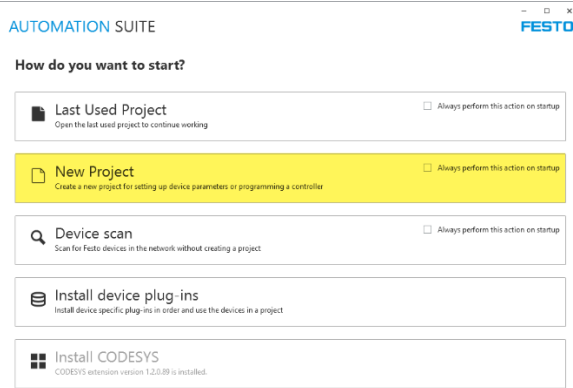 AUTOMATION SUITE
FESTO
How do you want to start?
Last Used Project
Always perform this action on startup
Open the last used project to continue working
New Project
Always perform this action on startup
Create a new project for setting up device parameters or programming a controller
Device scan
Always perform this action on startup
Scan for Festo devices in the network without creating a project
Install device plug-ins
Install device specific plug-ins in order and use the devices in a project
Install CODESYS
CODESYS extension version 1.2.0.89 is installed.